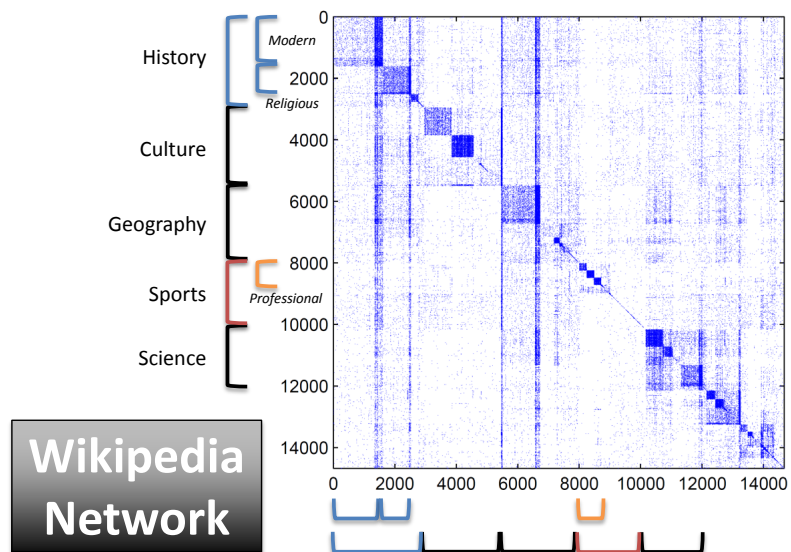 0
History
Modern
2000
Religious
Culture
4000
6000
Geography
8000
Sports
Professional
10000
Science
12000
14000
0 2000 4000 6000 8000 10000 12000
Wikipedia
Network